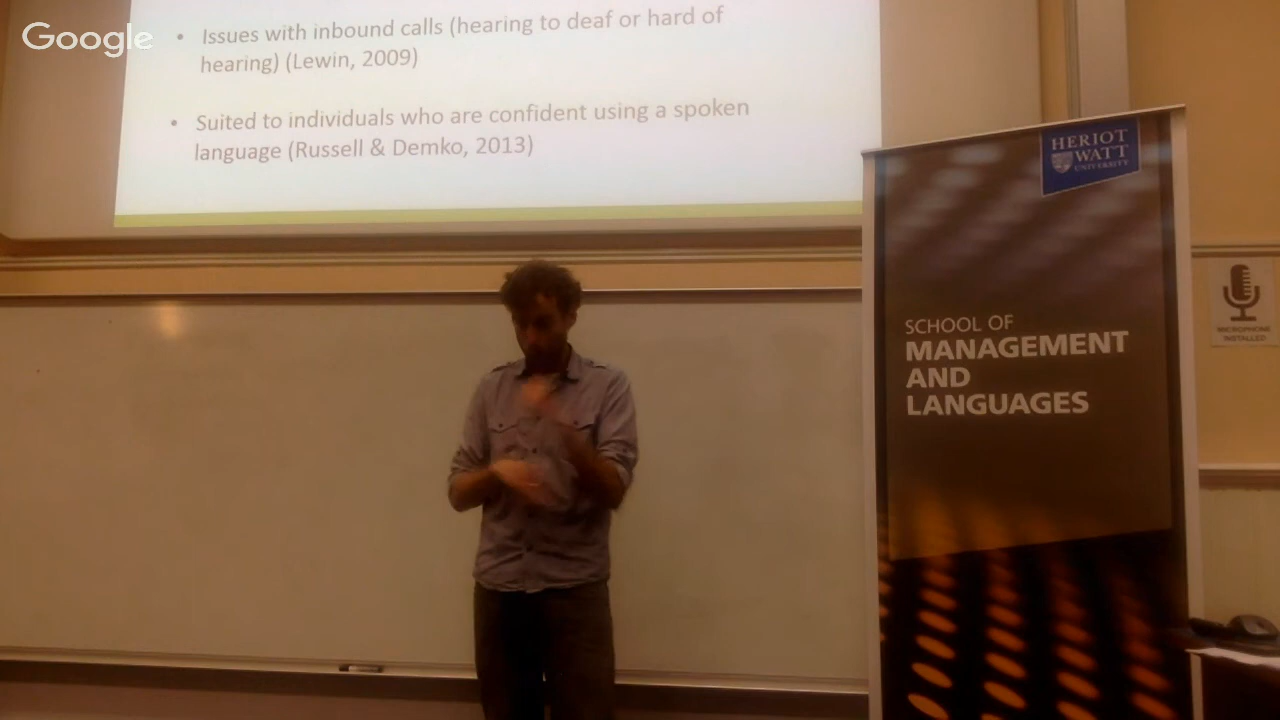 Google
• Issues with inbound calls (hearing to deaf or hard of
hearing) (Lewin, 2009)
• Suited to individuals who are confident using a spoken
language (Russell & Demko, 2013)
HERIOT
WATT
UNIVERSITY
SCHOOL OF
MANAGEMENT
AND
LANGUAGES
MICROPHONE
INSTALLED